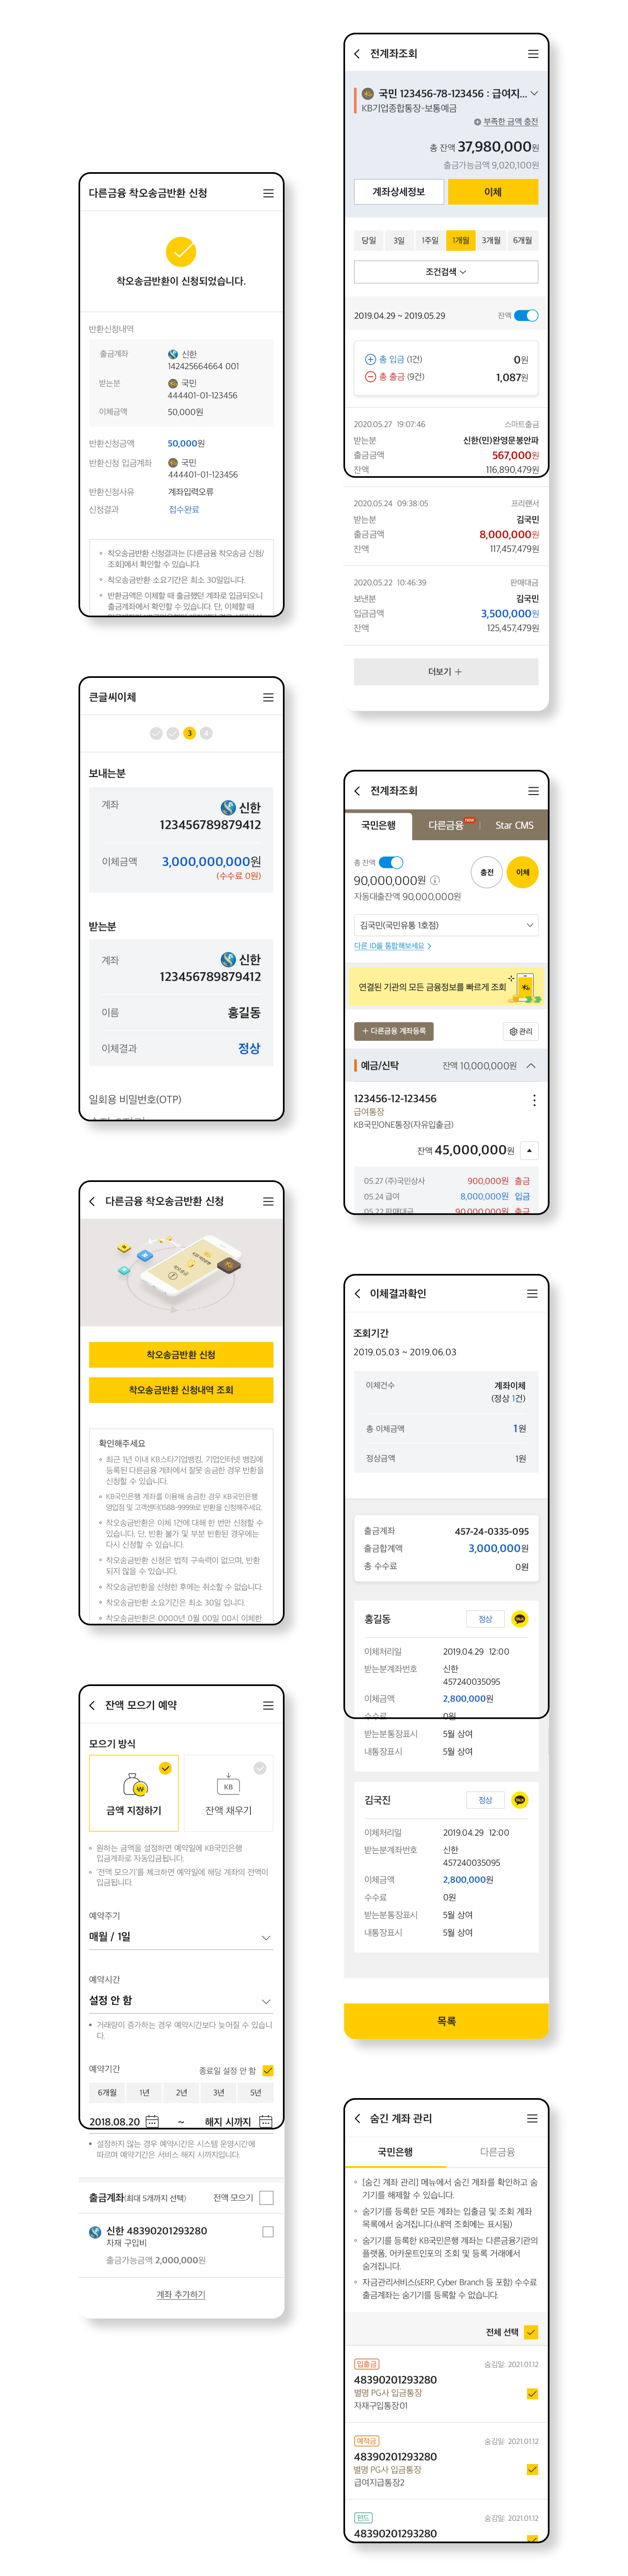 다른금융 착오송금반환 신청
착오송금반환이 신청되었습니다.
반환신청내역
출금계좌 신한
142425664664 001
받는분 국민
444401-01-123456
이체금액 50,000원
반환신청금액 50,000원
반환신청 입금계좌 국민
444401-01-123456
반환신청사유 계좌입력오류
신청결과 접수완료
착오송금반환 신청결과는 [다른금융 착오송금 신청/
조회]에서 확인할 수 있습니다.
착오송금반환 소요기간은 최소 30일입니다.
반환금액은 이체할 때 출금했던 계좌로 입금되오니
출금계좌에서 확인할 수 있습니다. 단, 이체할 때
큰글씨이체
3 4
보내는분
계좌 신한
123456789879412
이체금액 3,000,000,000원
(수수료 0원)
받는분
계좌 신한
123456789879412
이름 홍길동
이체결과 정상
일회용 비밀번호(OTP)
다른금융 착오송금반환 신청
착오송금반환 신청
착오송금반환 신청내역 조회
확인해주세요
최근 1년 이내 KB스타기업뱅킹, 기업인터넷 뱅킹에
등록된 다른금융 계좌에서 잘못 송금한 경우 반환을
신청할 수 있습니다.
KB국민은행 계좌를 이용해 송금한 경우 KB국민은행
영업점 및 고객센터(1588-9999)로 반환을 신청해주세요.
착오송금반환은 이체 1건에 대해 한 번만 신청할 수
있습니다. 단, 반환 불가 및 부분 반환된 경우에는
다시 신청할 수 있습니다.
착오송금반환 신청은 법적 구속력이 없으며, 반환
되지 않을 수 있습니다.
착오송금반환을 선청한 후에는 취소할 수 없습니다.
착오송금반환 소요기간은 최소 30일 입니다.
착오송금반환은 0000년 0월 00일 00시 이체한
잔액 모으기 예약
모으기 방식
금액 지정하기
KB
잔액 채우기
원하는 금액을 설정하면 예약일에 KB국민은행
입금계좌로 자동입금됩니다.
'전액 모으기'를 체크하면 예약일에 해당 계좌의 전액이
입금됩니다.
예약주기
매월 / 1일
예약시간
설정 안 함
거래량이 증가하는 경우 예약시간보다 늦어질 수 있습니
다.
예약기간 종료일 설정 안 함
6개월 1년 2년 3년 5년
2018.08.20 ~ 해지 시까지
설정하지 않는 경우 예약시간은 시스템 운영시간에
따르며 예약기간은 서비스 해지 시까지입니다.
출금계좌(최대 5개까지 선택) 전액 모으기
신한 48390201293280
자재 구입비
출금가능금액 2,000,000원
계좌 추가하기
전계좌조회
국민 123456-78-123456 : 급여지...
KB기업종합통장-보통예금
부족한 금액 충전
총 잔액 37,980,000원
출금가능금액 9,020,100원
계좌상세정보 이체
당일 3일 1주일 1개월 3개월 6개월
조건검색
2019.04.29 ~ 2019.05.29 잔액
총 입금 (1건) 0원
총 출금 (9건) 1,087원
2020.05.27 19:07:46 스마트출금
받는분 신한(민)완영문봉안파
출금금액 567,000원
잔액 116,890,479원
2020.05.24 09:38:05 프리랜서
받는분 김국민
출금금액 8,000,000원
잔액 117,457,479원
2020.05.22 10:46:39 판매대금
보낸분 김국민
입금금액 3,500,000원
잔액 125,457,479원
더보기 +
전계좌조회
국민은행 다른금융 new Star CMS
총 잔액
90,000,000원
충전 이체
자동대출잔액 90,000,000원
김국민(국민유통 1호점)
다른 ID를 통합해보세요
연결된 기관의 모든 금융정보를 빠르게 조회
+ 다른금융 계좌등록 관리
예금/신탁 잔액 10,000,000원
123456-12-123456
급여통장
KB국민ONE통장(자유입출금)
잔액 45,000,000원
05.27 (주)국민상사 900,000원 출금
05.24 급여 8,000,000원 입금
05.22 판매대금 90,000,000원 출금
이체결과확인
조회기간
2019.05.03 ~ 2019.06.03
이체건수 계좌이체
(정상 1건)
총 이체금액 1원
정상금액 1원
출금계좌 457-24-0335-095
출금합계액 3,000,000원
총 수수료 0원
홍길동 정상 TALK
이체처리일 2019.04.29 12:00
받는분계좌번호 신한
457240035095
이체금액 2,800,000원
수수료 0원
받는분통장표시 5월 상여
내통장표시 5월 상여
김국진 정상 TALK
이체처리일 2019.04.29 12:00
받는분계좌번호 신한
457240035095
이체금액 2,800,000원
수수료 0원
받는분통장표시 5월 상여
내통장표시 5월 상여
목록
숨긴 계좌 관리
국민은행 다른금융
[숨긴 계좌 관리] 메뉴에서 숨긴 계좌를 확인하고 숨
기기를 해제할 수 있습니다.
숨기기를 등록한 모든 계좌는 입출금 및 조회 계좌
목록에서 숨겨집니다.(내역 조회에는 표시됨)
숨기기를 등록한 KB국민은행 계좌는 다른금융기관의
플랫폼, 어카운트인포의 조회 및 등록 거래에서
숨겨집니다.
자금관리서비스(sERP, Cyber Branch 등 포함) 수수료
출금계좌는 숨기기를 등록할 수 없습니다.
전체 선택
입출금 숨김일: 2021.01.12
48390201293280
별명 PG사 입금통장
자재구입통장01
예적금 숨김일: 2021.01.12
48390201293280
별명 PG사 입금통장
급여지급통장2
펀드 숨김일: 2021.01.12
48390201293280